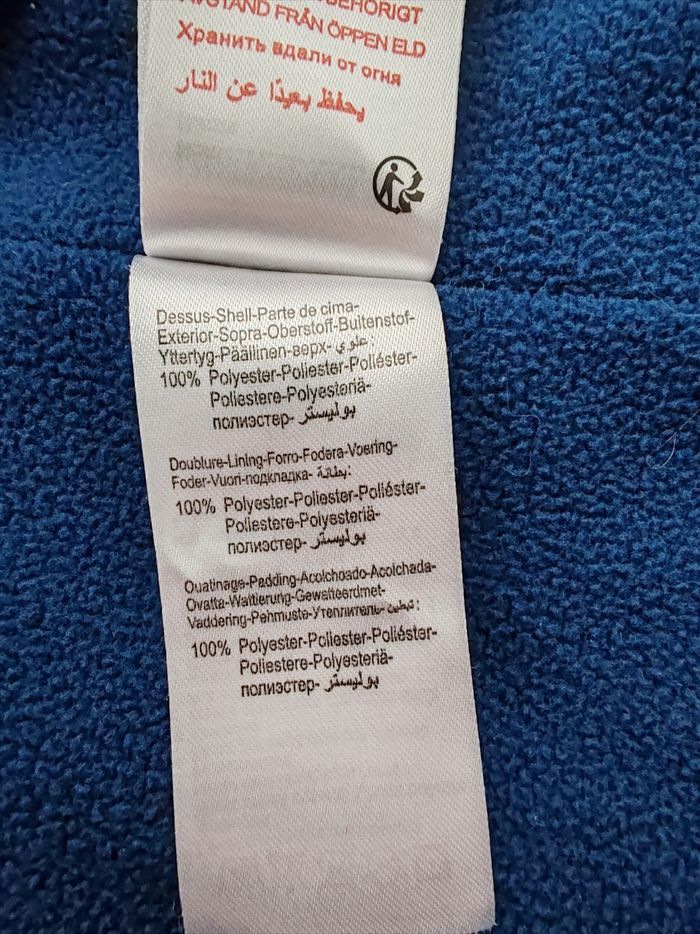 AVSTAND FRÅN ÖPPEN ELD
Хранить вдали от огня
يحفظ بعيدًا عن النار
Dessus-Shell-Parte de cima-
Exterior-Sopra-Oberstoff-Buitenstof-
Yttertyg-Päällinen-верх- علوي:
100% Polyester-Poliester-Poliéster-
Poliestere-Polyesteriä-
полиэстер- بوليستر
Doublure-Lining-Forro-Fodera-Voering-
Foder-Vuori-подкладка- بطانة:
100% Polyester-Poliester-Poliéster-
Poliestere-Polyesteriä-
полиэстер- بوليستر
Ouatinage-Padding-Acolchoado-Acolchada-
Ovatta-Wattierung-Gewatteerdmet-
Vaddering-Pehmuste-Утеплитель- تبطين:
100% Polyester-Poliester-Poliéster-
Poliestere-Polyesteriä-
полиэстер- بوليستر